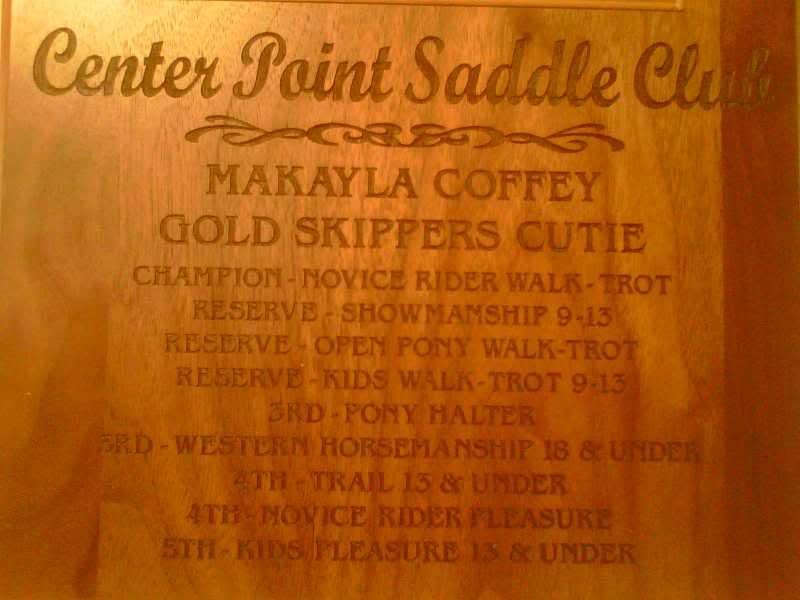 Center Point Saddle Club
MAKAYLA COFFEY
GOLD SKIPPERS CUTIE
CHAMPION - NOVICE RIDER WALK-TROT
RESERVE - SHOWMANSHIP 9-13
RESERVE - OPEN PONY WALK-TROT
RESERVE - KIDS WALK-TROT 9-13
3RD - PONY HALTER
3RD - WESTERN HORSEMANSHIP 18 & UNDER
4TH - TRAIL 13 & UNDER
4TH - NOVICE RIDER PLEASURE
5TH - KIDS PLEASURE 13 & UNDER